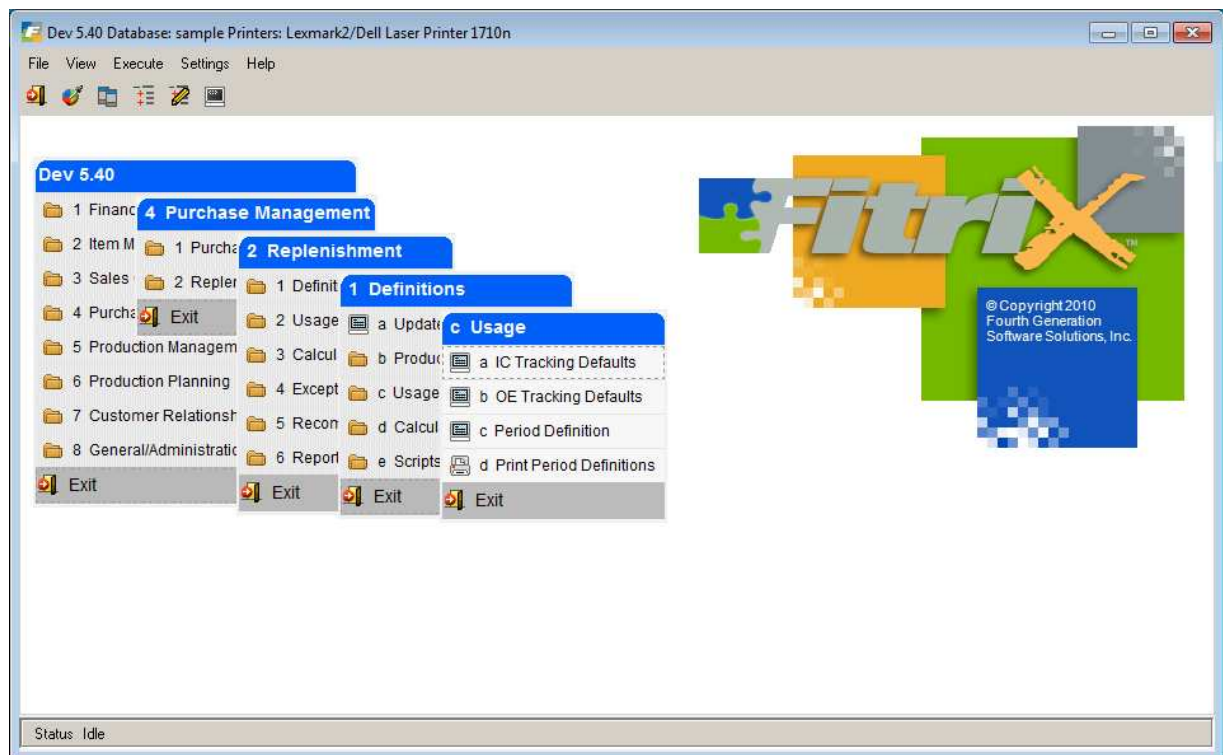 Dev 5.40 Database: sample Printers: Lexmark2/Dell Laser Printer 1710n
File View Execute Settings Help
Dev 5.40
1 Financ
2 Item M
3 Sales
4 Purcha
5 Production Managem
6 Production Planning
7 Customer Relationsh
8 General/Administratic
Exit
4 Purchase Management
1 Purcha
2 Repler
Exit
2 Replenishment
1 Definit
2 Usage
3 Calcul
4 Except
5 Recom
6 Report
Exit
1 Definitions
a Update
b Produc
c Usage
d Calcul
e Scripts
Exit
c Usage
a IC Tracking Defaults
b OE Tracking Defaults
c Period Definition
d Print Period Definitions
Exit
FitriX
TM
© Copyright 2010
Fourth Generation
Software Solutions, Inc.
Status Idle